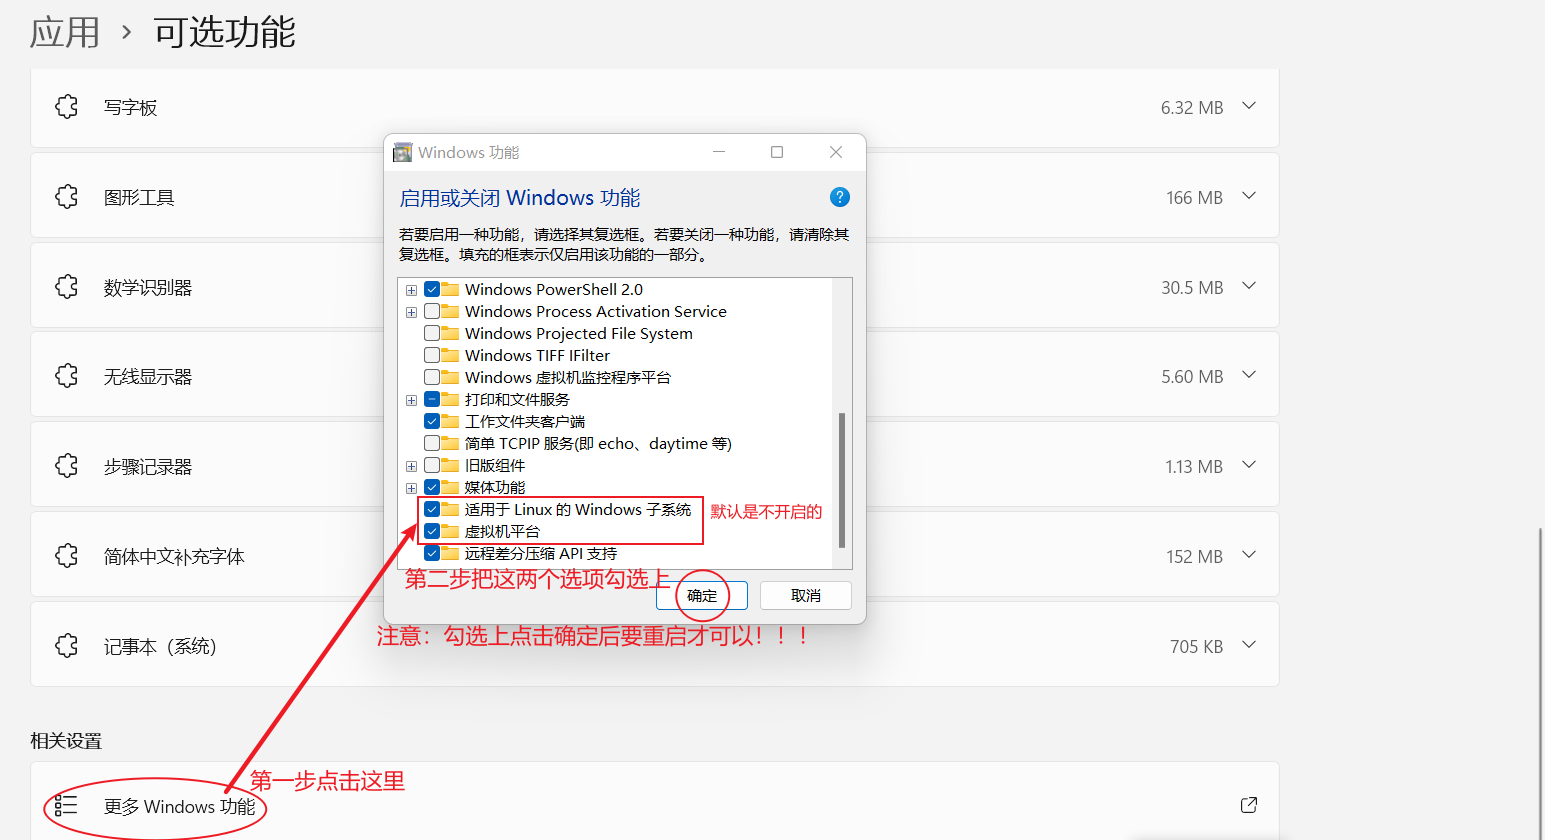 应用 › 可选功能
写字板 6.32 MB
图形工具 166 MB
数学识别器 30.5 MB
无线显示器 5.60 MB
步骤记录器 1.13 MB
简体中文补充字体 152 MB
记事本（系统） 705 KB
Windows 功能
启用或关闭 Windows 功能
?
若要启用一种功能，请选择其复选框。若要关闭一种功能，请清除其
复选框。填充的框表示仅启用该功能的一部分。
Windows PowerShell 2.0
Windows Process Activation Service
Windows Projected File System
Windows TIFF IFilter
Windows 虚拟机监控程序平台
打印和文件服务
工作文件夹客户端
简单 TCPIP 服务(即 echo、daytime 等)
旧版组件
媒体功能
适用于 Linux 的 Windows 子系统 默认是不开启的
虚拟机平台
远程差分压缩 API 支持
第二步把这两个选项勾选上
确定 取消
注意：勾选上点击确定后要重启才可以！！！
相关设置
第一步点击这里
更多 Windows 功能